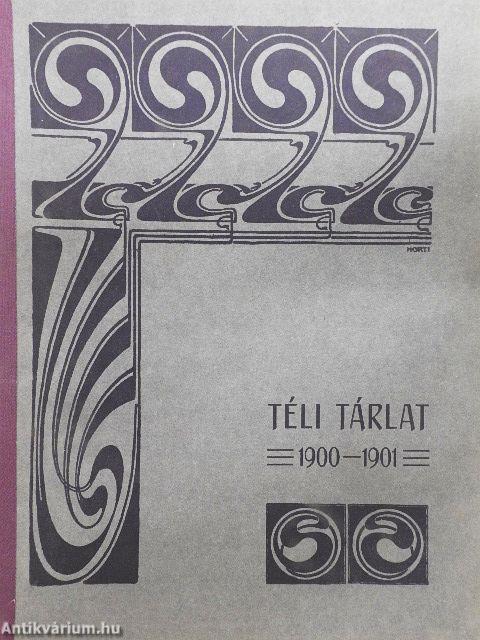 HORTI
TÉLI TÁRLAT
1900—1901
Antikvárium.hu